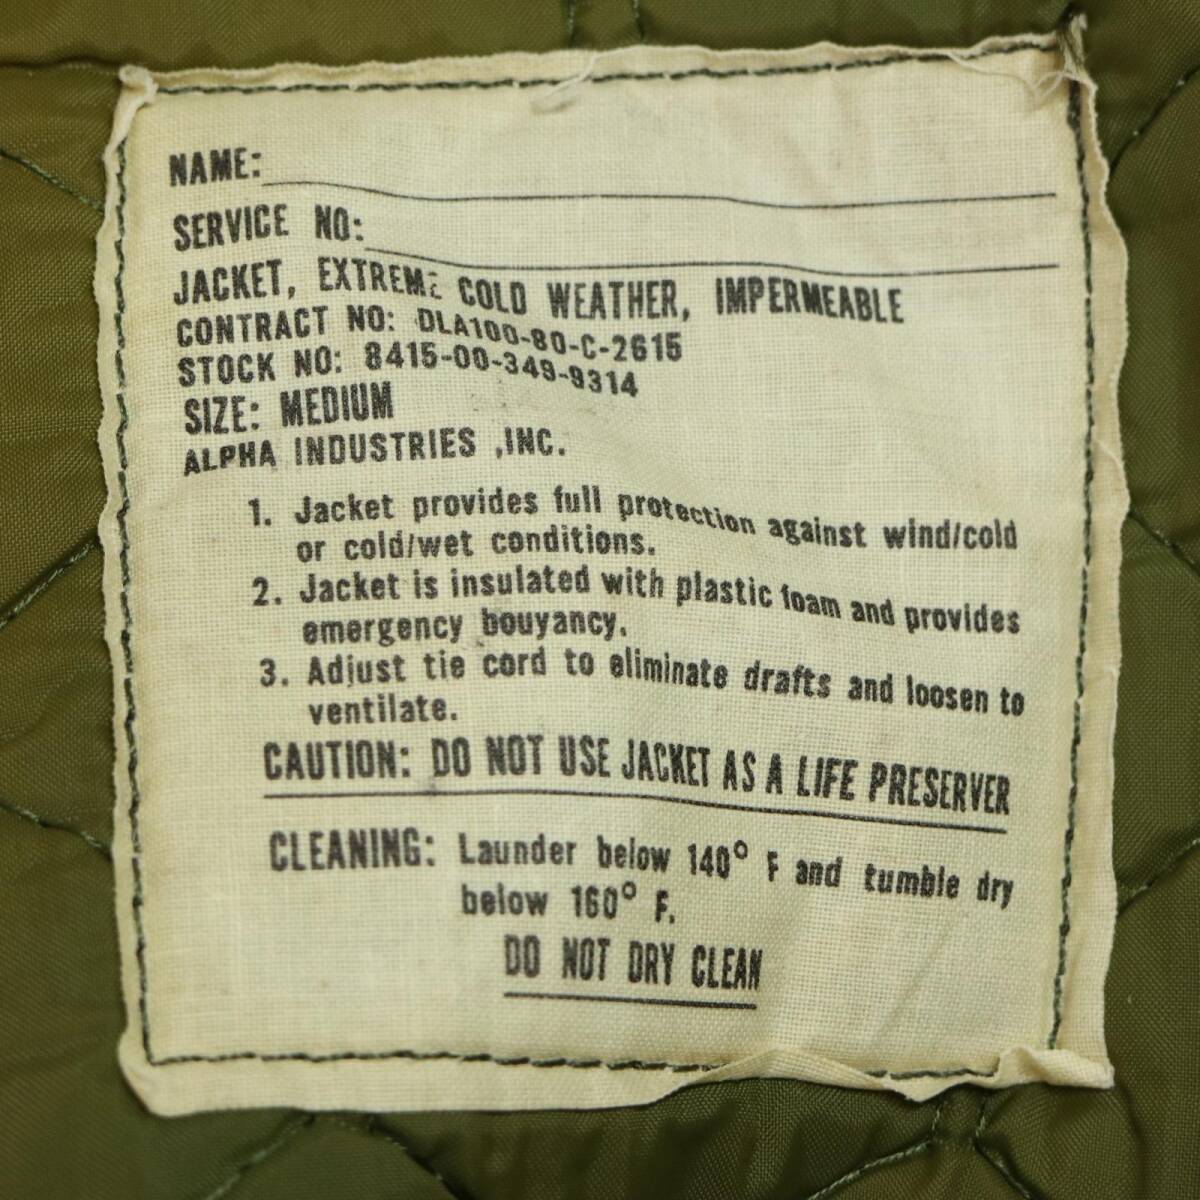 NAME:
SERVICE NO:
JACKET, EXTREME COLD WEATHER, IMPERMEABLE
CONTRACT NO: DLA100-80-C-2615
STOCK NO: 8415-00-349-9314
SIZE: MEDIUM
ALPHA INDUSTRIES ,INC.
1. Jacket provides full protection against wind/cold
or cold/wet conditions.
2. Jacket is insulated with plastic foam and provides
emergency bouyancy.
3. Adjust tie cord to eliminate drafts and loosen to
ventilate.
CAUTION: DO NOT USE JACKET AS A LIFE PRESERVER
CLEANING: Launder below 140° F and tumble dry
below 160° F.
DO NOT DRY CLEAN